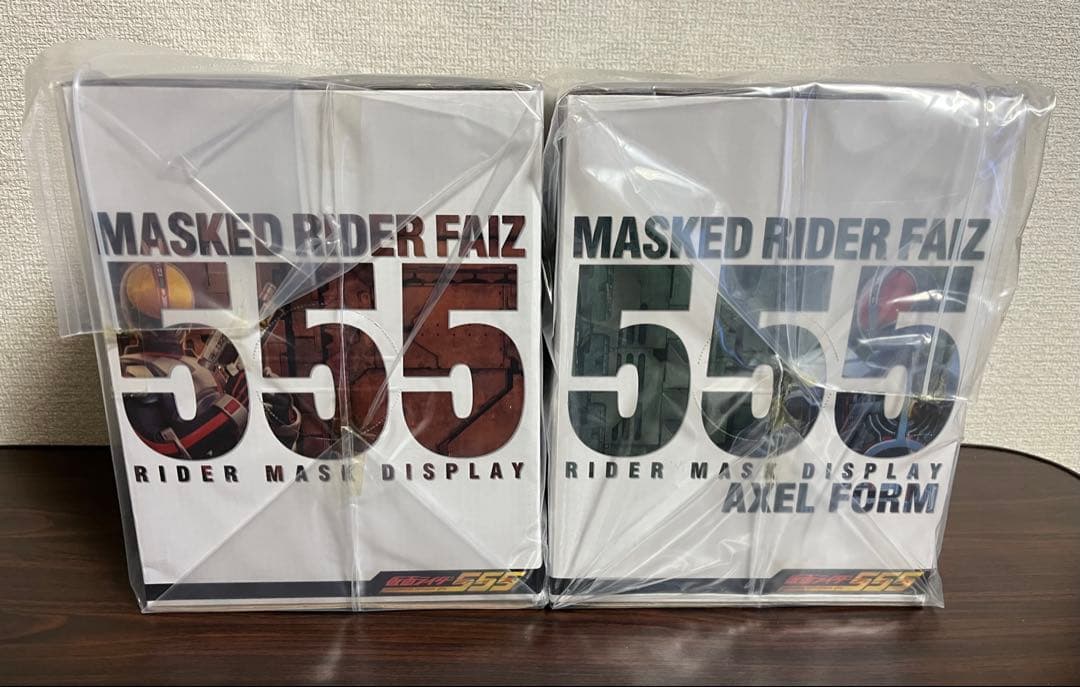 MASKED RIDER FAIZ
555
RIDER MASK DISPLAY
仮面ライダー555
MASKED RIDER FAIZ
555
RIDER MASK DISPLAY
AXEL FORM
仮面ライダー555